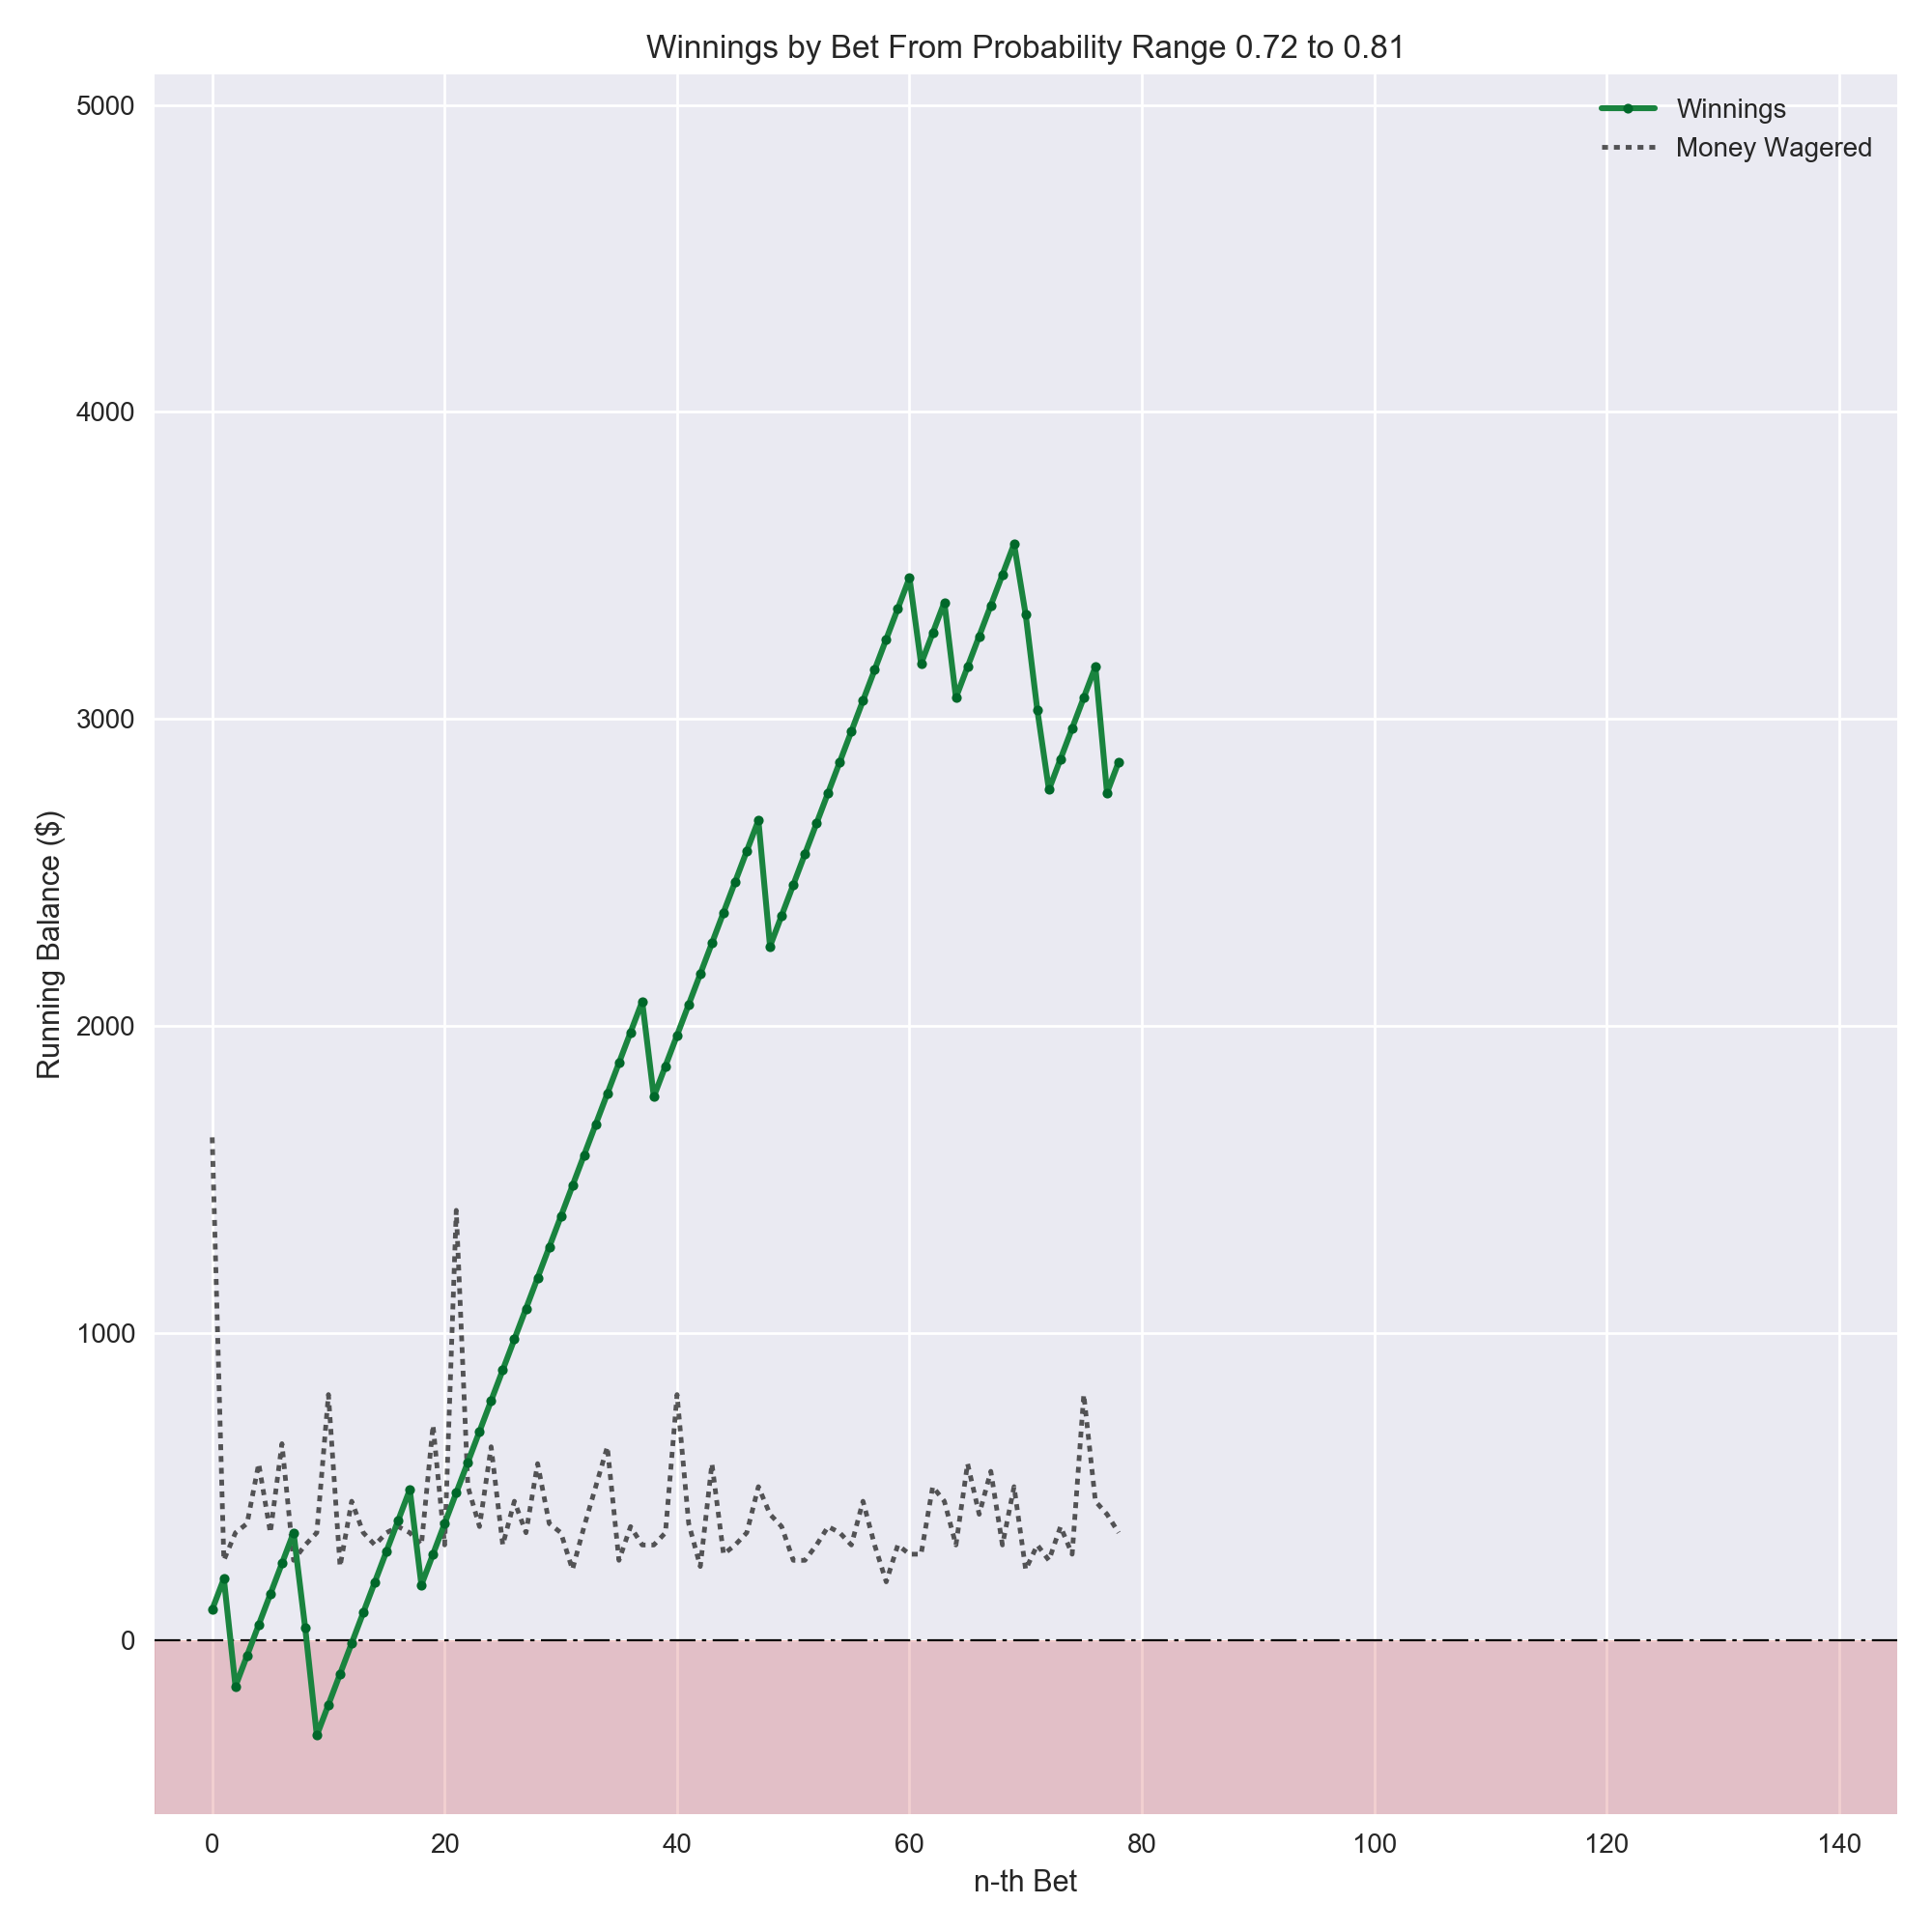 Winnings by Bet From Probability Range 0.72 to 0.81
Winnings
Money Wagered
5000
4000
3000
2000
1000
0
Running Balance ($)
0 20 40 60 80 100 120 140
n-th Bet